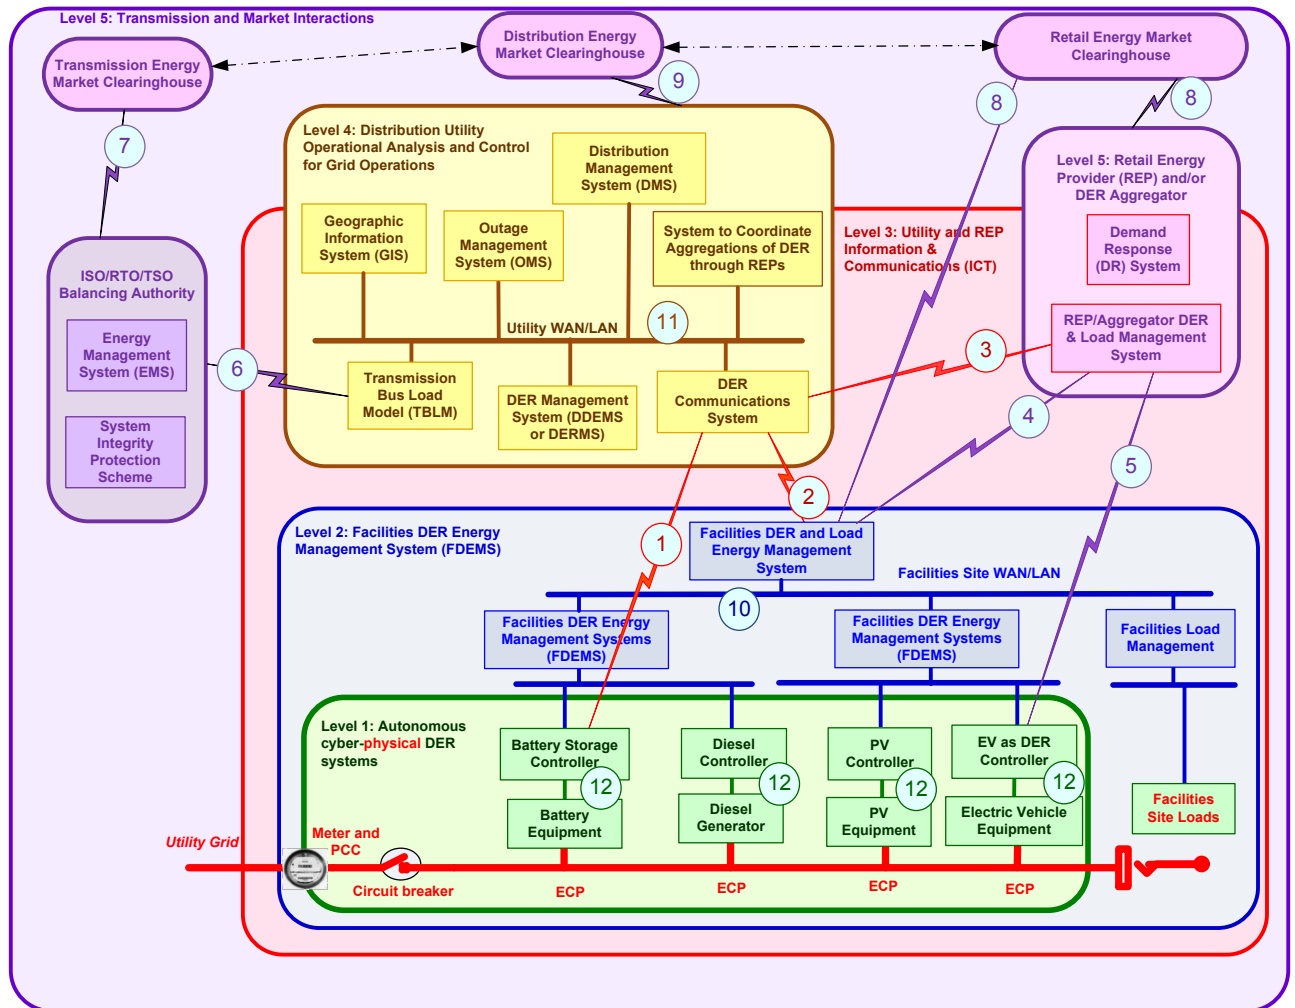 Level 5: Transmission and Market Interactions
Transmission Energy
Market Clearinghouse
Distribution Energy
Market Clearinghouse
Retail Energy Market
Clearinghouse
9
8
8
7
Level 4: Distribution Utility
Operational Analysis and Control
for Grid Operations
Distribution
Management
System (DMS)
Geographic
Information
System (GIS)
Outage
Management
System (OMS)
System to Coordinate
Aggregations of DER
through REPs
Utility WAN/LAN
11
Transmission
Bus Load
Model (TBLM)
DER Management
System (DDEMS
or DERMS)
DER
Communications
System
Level 3: Utility and REP
Information &
Communications (ICT)
Level 5: Retail Energy
Provider (REP) and/or
DER Aggregator
Demand
Response
(DR) System
REP/Aggregator DER
& Load Management
System
ISO/RTO/TSO
Balancing Authority
Energy
Management
System (EMS)
System
Integrity
Protection
Scheme
6
3
4
5
2
1
Level 2: Facilities DER Energy
Management System (FDEMS)
Facilities DER and Load
Energy Management
System
Facilities Site WAN/LAN
10
Facilities DER Energy
Management Systems
(FDEMS)
Facilities DER Energy
Management Systems
(FDEMS)
Facilities Load
Management
Level 1: Autonomous
cyber-physical DER
systems
Battery Storage
Controller
Diesel
Controller
PV
Controller
EV as DER
Controller
12
12
12
12
Battery
Equipment
Diesel
Generator
PV
Equipment
Electric Vehicle
Equipment
Facilities
Site Loads
Utility Grid
Meter and
PCC
Circuit breaker
ECP
ECP
ECP
ECP